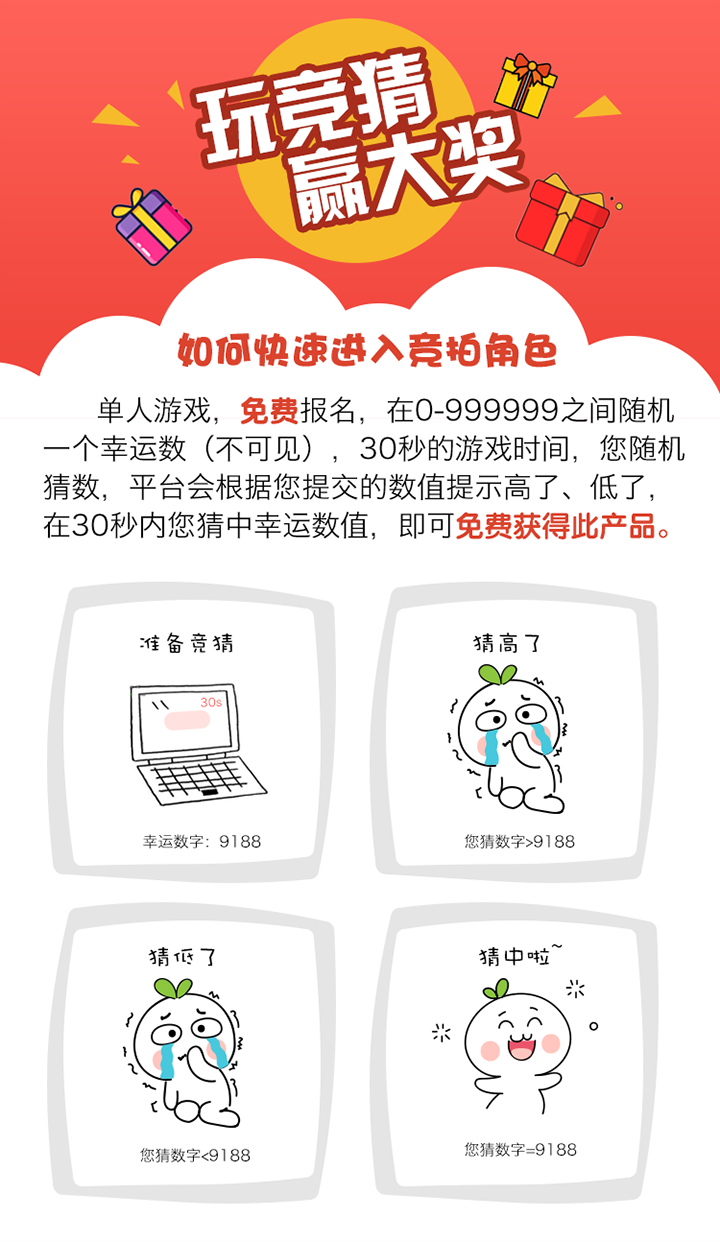 玩竞猜
赢大奖
如何快速进入竞拍角色
单人游戏，免费报名，在0-999999之间随机
一个幸运数（不可见），30秒的游戏时间，您随机
猜数，平台会根据您提交的数值提示高了、低了，
在30秒内您猜中幸运数值，即可免费获得此产品。
准备竞猜
30s
幸运数字：9188
猜高了
您猜数字>9188
猜低了
您猜数字<9188
猜中啦~
您猜数字=9188